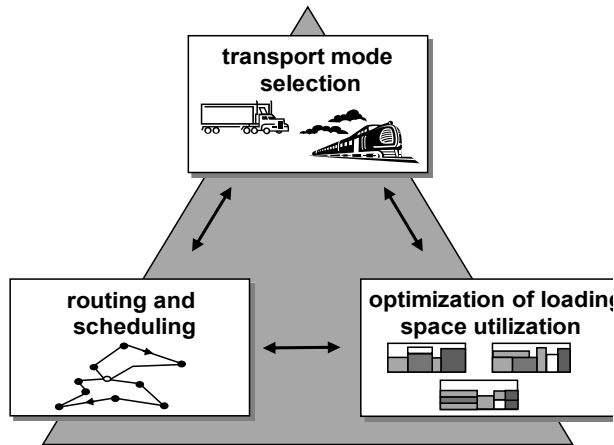 transport mode
selection
routing and
scheduling
optimization of loading
space utilization